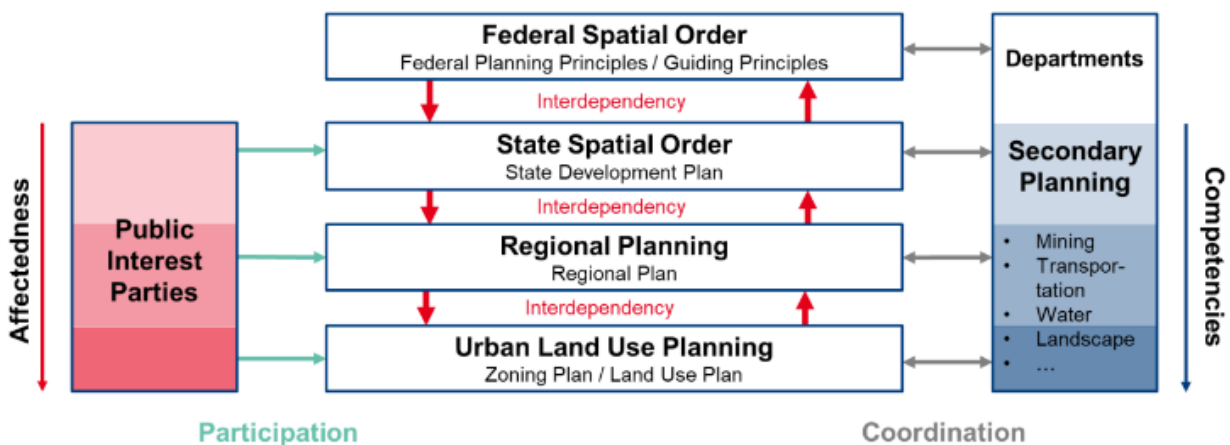 Federal Spatial Order
Federal Planning Principles / Guiding Principles
Interdependency
State Spatial Order
State Development Plan
Interdependency
Regional Planning
Regional Plan
Interdependency
Urban Land Use Planning
Zoning Plan / Land Use Plan
Affectedness
Public
Interest
Parties
Participation
Departments
Secondary
Planning
• Mining
• Transpor-
tation
• Water
• Landscape
• …
Competencies
Coordination